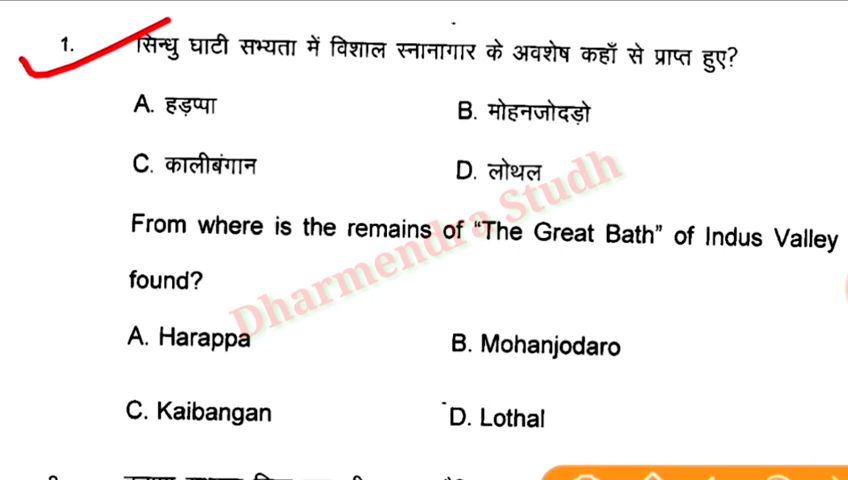 1. सिन्धु घाटी सभ्यता में विशाल स्नानागार के अवशेष कहाँ से प्राप्त हुए?
A. हड़प्पा B. मोहनजोदड़ो
C. कालीबंगान D. लोथल
From where is the remains of “The Great Bath” of Indus Valley
found?
A. Harappa B. Mohanjodaro
C. Kaibangan D. Lothal
Dharmendra Studh